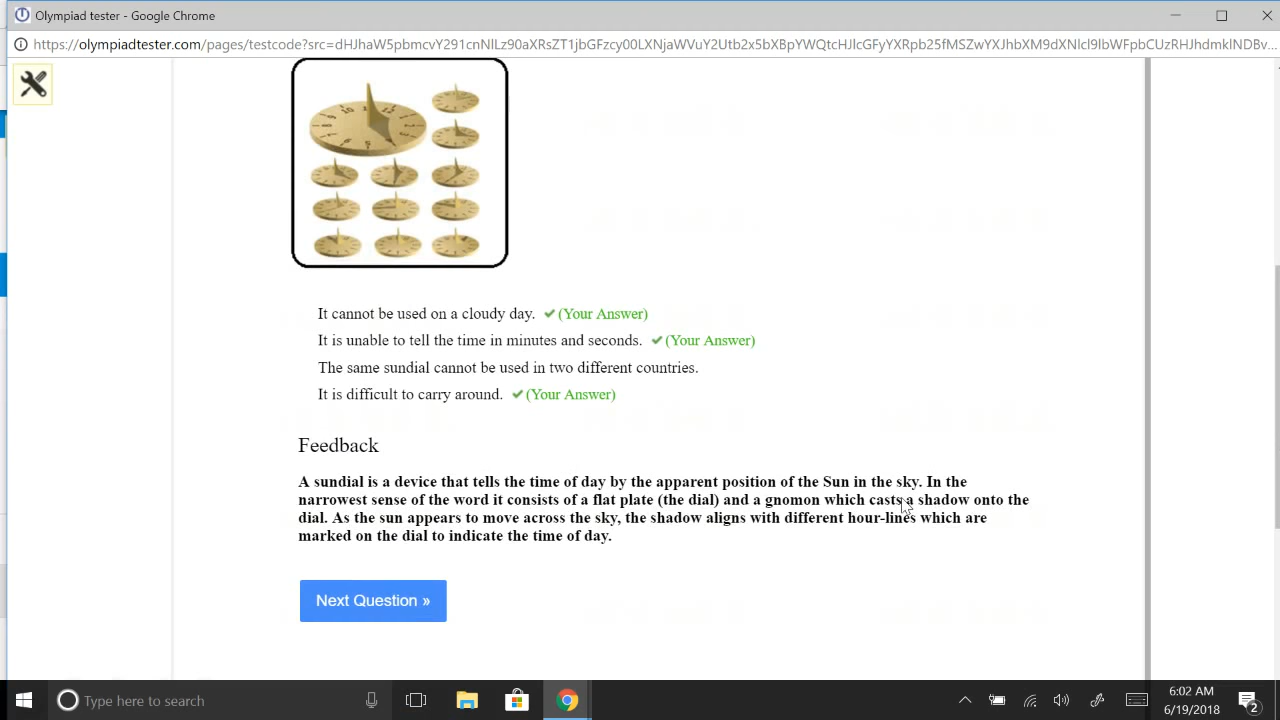 Olympiad tester - Google Chrome
https://olympiadtester.com/pages/testcode?src=
It cannot be used on a cloudy day. ✔ (Your Answer)
It is unable to tell the time in minutes and seconds. ✔ (Your Answer)
The same sundial cannot be used in two different countries.
It is difficult to carry around. ✔ (Your Answer)
Feedback
A sundial is a device that tells the time of day by the apparent position of the Sun in the sky. In the
narrowest sense of the word it consists of a flat plate (the dial) and a gnomon which casts a shadow onto the
dial. As the sun appears to move across the sky, the shadow aligns with different hour-lines which are
marked on the dial to indicate the time of day.
Next Question »
Type here to search
6:02 AM
6/19/2018
2